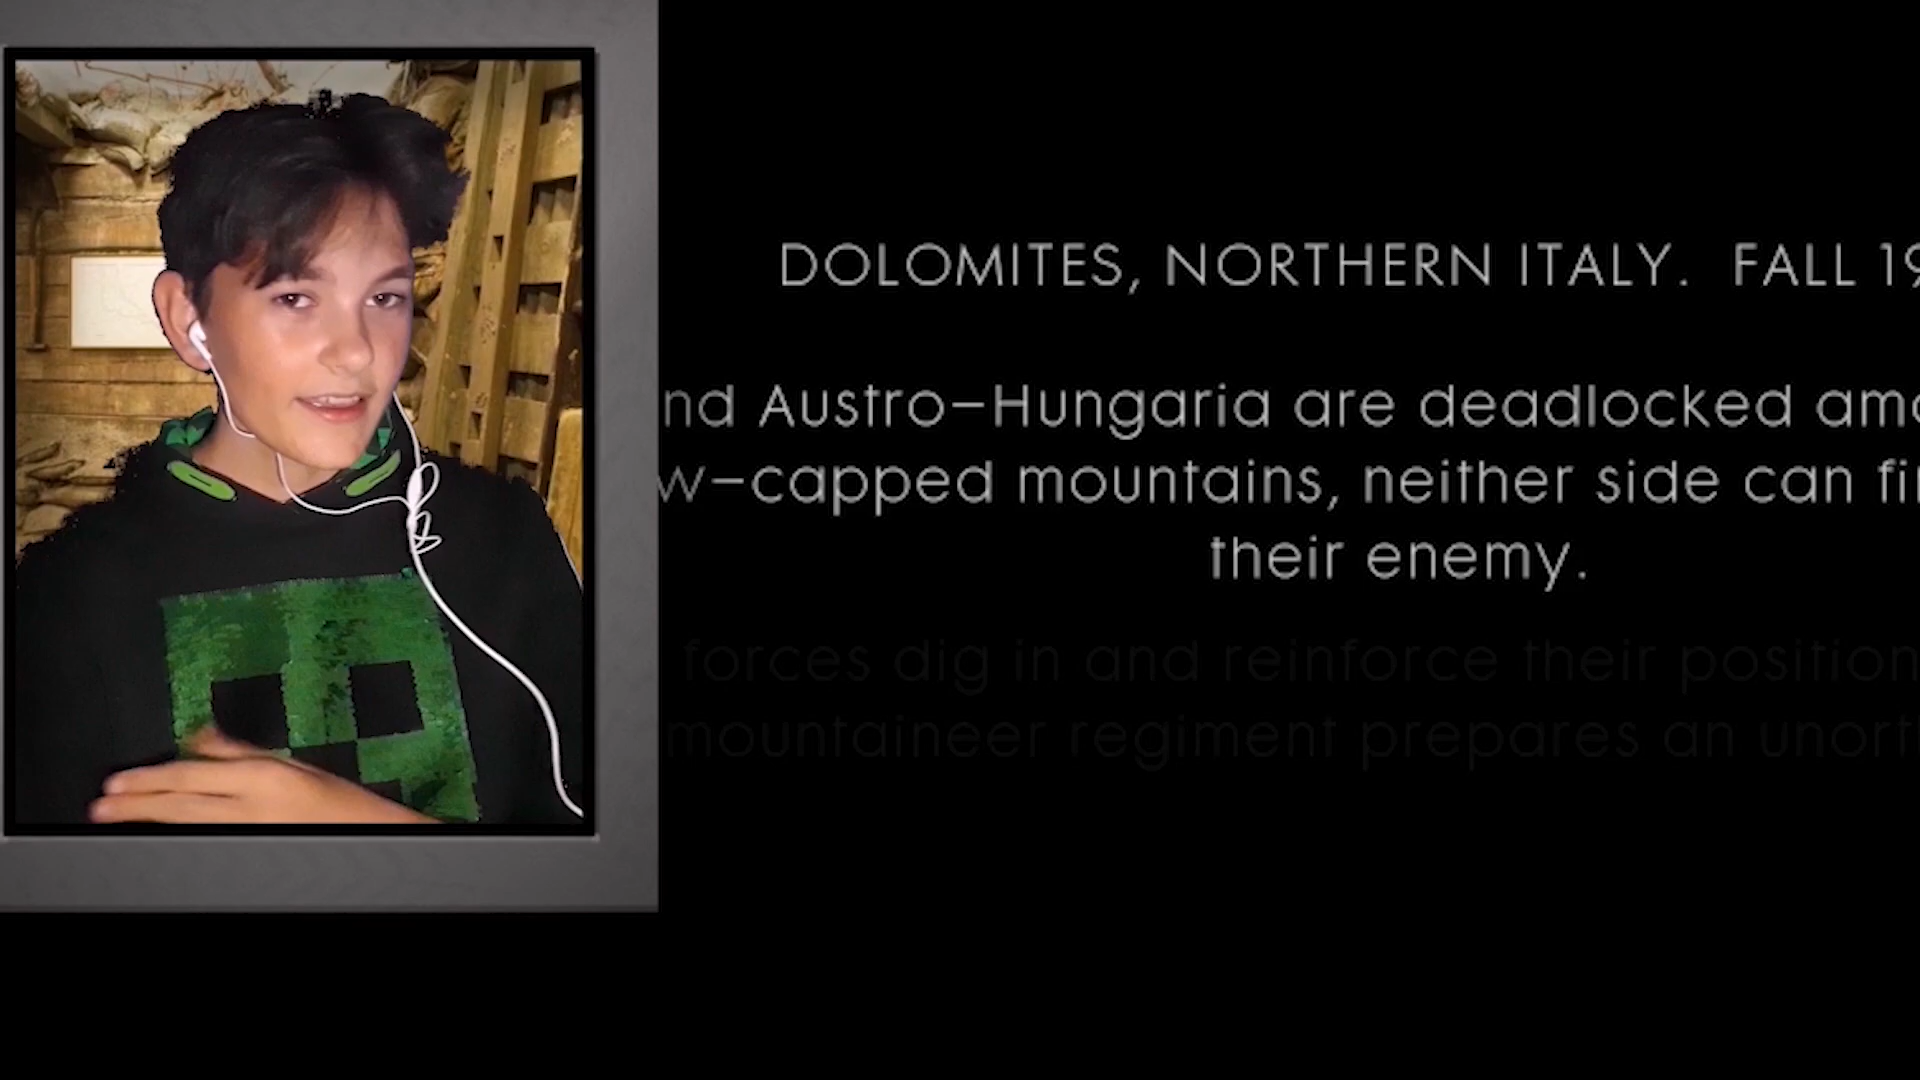 DOLOMITES, NORTHERN ITALY. FALL 19
nd Austro-Hungaria are deadlocked amo
w-capped mountains, neither side can fi
their enemy.
forces dig in and reinforce their position
mountaineer regiment prepares an unort